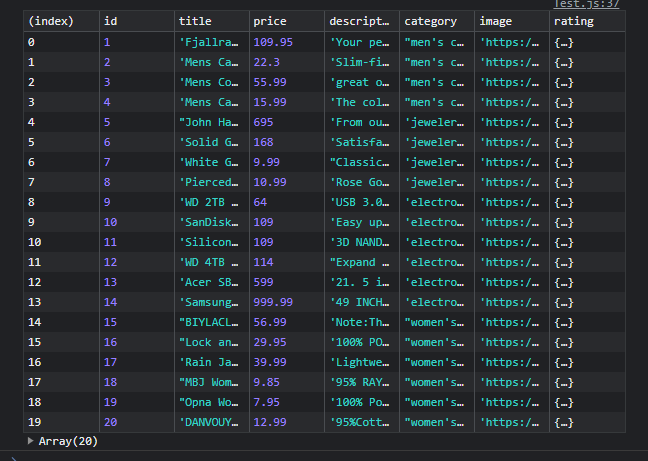 Test.js:37
(index) id title price descript… category image rating
0 1 'Fjallra… 109.95 'Your pe… "men's c… 'https:/… {…}
1 2 'Mens Ca… 22.3 'Slim-fi… "men's c… 'https:/… {…}
2 3 'Mens Co… 55.99 'great o… "men's c… 'https:/… {…}
3 4 'Mens Ca… 15.99 'The col… "men's c… 'https:/… {…}
4 5 "John Ha… 695 'From ou… 'jeweler… 'https:/… {…}
5 6 'Solid G… 168 'Satisfa… 'jeweler… 'https:/… {…}
6 7 'White G… 9.99 "Classic… 'jeweler… 'https:/… {…}
7 8 'Pierced… 10.99 'Rose Go… 'jeweler… 'https:/… {…}
8 9 'WD 2TB … 64 'USB 3.0… 'electro… 'https:/… {…}
9 10 'SanDisk… 109 'Easy up… 'electro… 'https:/… {…}
10 11 'Silicon… 109 '3D NAND… 'electro… 'https:/… {…}
11 12 'WD 4TB … 114 "Expand … 'electro… 'https:/… {…}
12 13 'Acer SB… 599 '21. 5 i… 'electro… 'https:/… {…}
13 14 'Samsung… 999.99 '49 INCH… 'electro… 'https:/… {…}
14 15 "BIYLACL… 56.99 'Note:Th… "women's… 'https:/… {…}
15 16 "Lock an… 29.95 '100% PO… "women's… 'https:/… {…}
16 17 'Rain Ja… 39.99 'Lightwe… "women's… 'https:/… {…}
17 18 "MBJ Wom… 9.85 '95% RAY… "women's… 'https:/… {…}
18 19 "Opna Wo… 7.95 '100% Po… "women's… 'https:/… {…}
19 20 'DANVOUY… 12.99 '95%Cott… "women's… 'https:/… {…}
▶ Array(20)